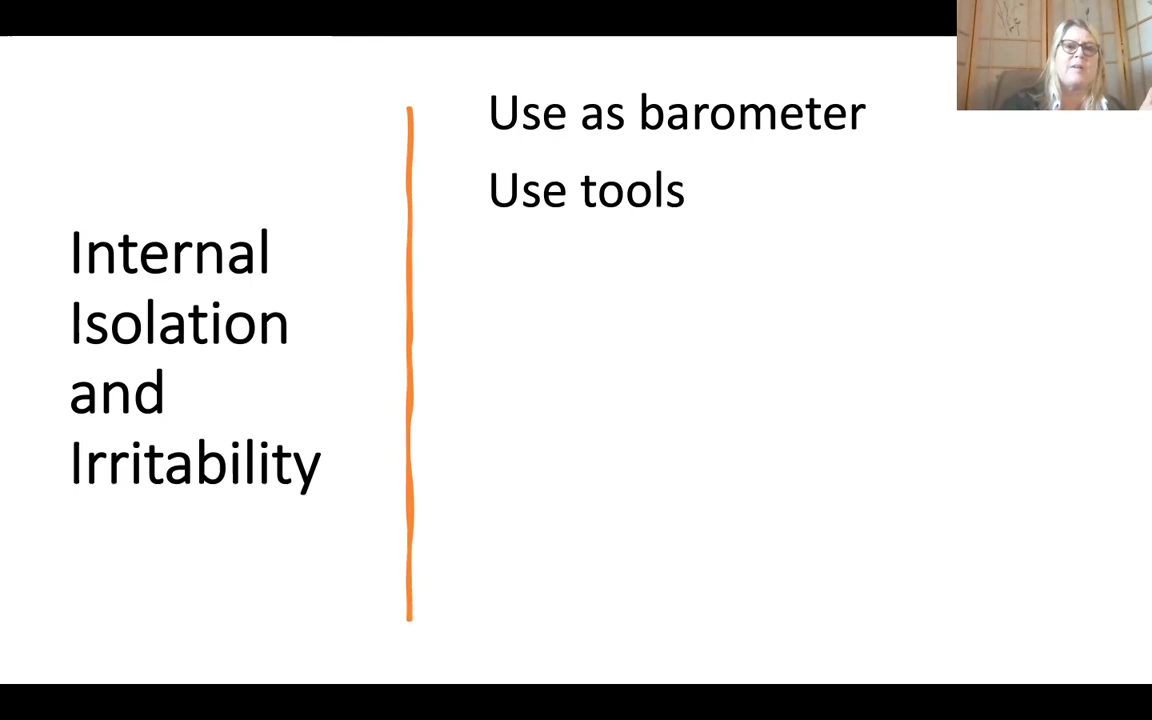 Internal
Isolation
and
Irritability
Use as barometer
Use tools